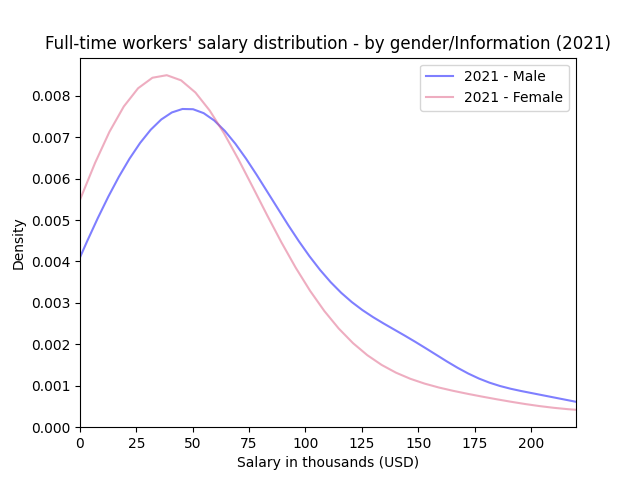 Full-time workers' salary distribution - by gender/Information (2021)
2021 - Male
2021 - Female
Density
0.008
0.007
0.006
0.005
0.004
0.003
0.002
0.001
0.000
0 25 50 75 100 125 150 175 200
Salary in thousands (USD)